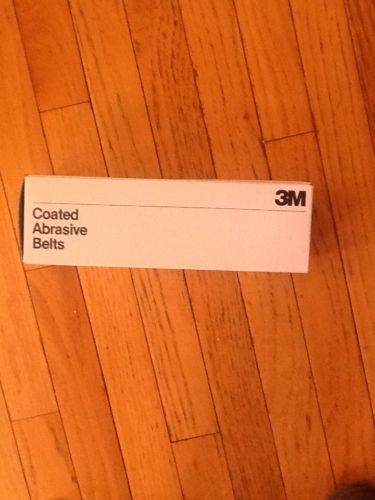 3M
Coated
Abrasive
Belts